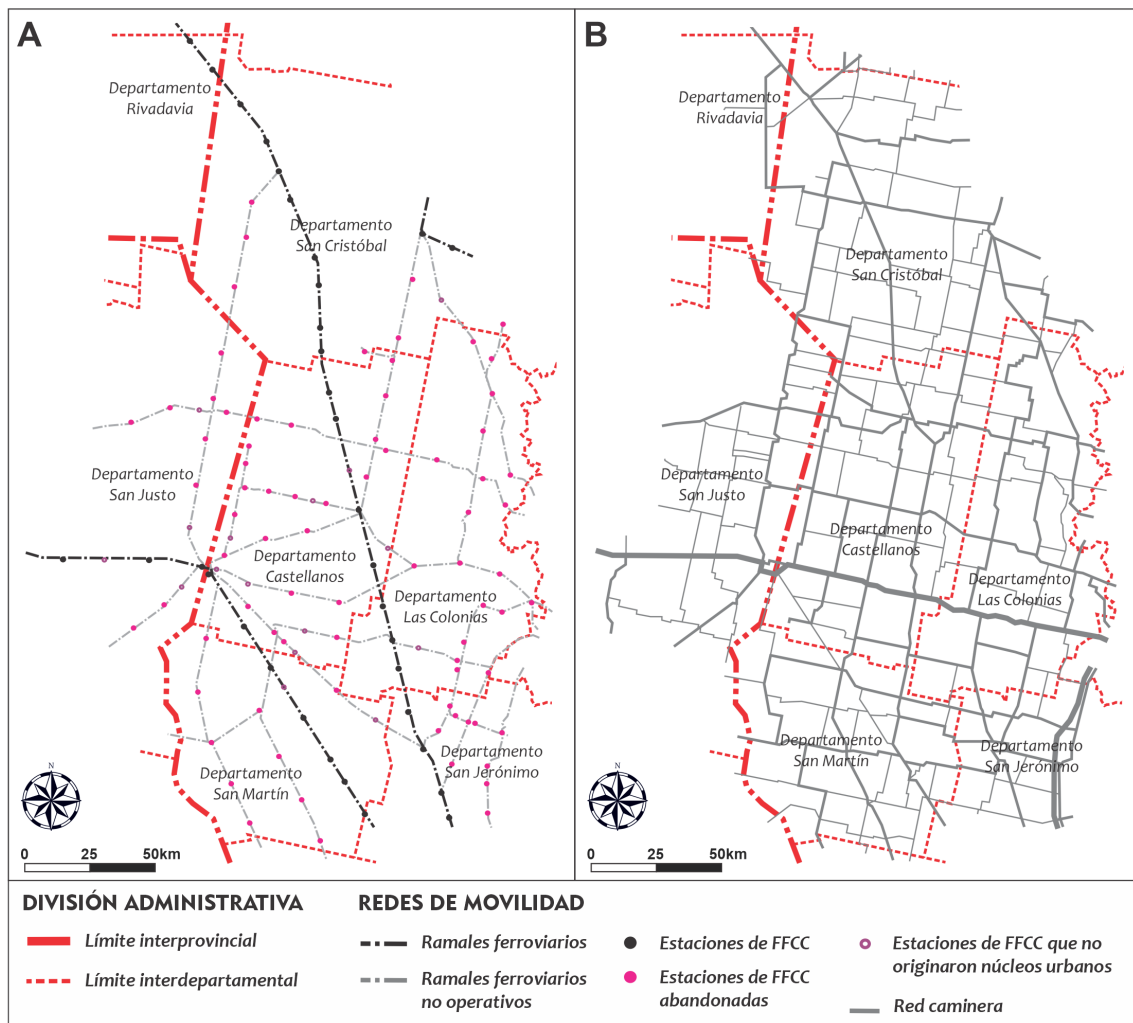 A
Departamento
Rivadavia
Departamento
San Cristóbal
Departamento
San Justo
Departamento
Castellanos
Departamento
Las Colonias
Departamento
San Martín
Departamento
San Jerónimo
N
0 25 50km
B
Departamento
Rivadavia
Departamento
San Cristóbal
Departamento
San Justo
Departamento
Castellanos
Departamento
Las Colonias
Departamento
San Martín
Departamento
San Jerónimo
N
0 25 50km
DIVISIÓN ADMINISTRATIVA
Límite interprovincial
Límite interdepartamental
REDES DE MOVILIDAD
Ramales ferroviarios
Ramales ferroviarios
no operativos
Estaciones de FFCC
Estaciones de FFCC
abandonadas
Estaciones de FFCC que no
originaron núcleos urbanos
Red caminera